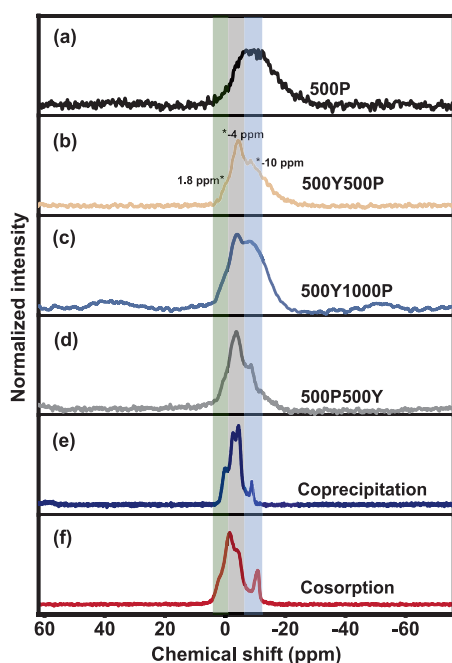 Normalized intensity
(a)
500P
(b)
*-4 ppm
*-10 ppm
1.8 ppm*
500Y500P
(c)
500Y1000P
(d)
500P500Y
(e)
Coprecipitation
(f)
Cosorption
60 40 20 0 -20 -40 -60
Chemical shift (ppm)